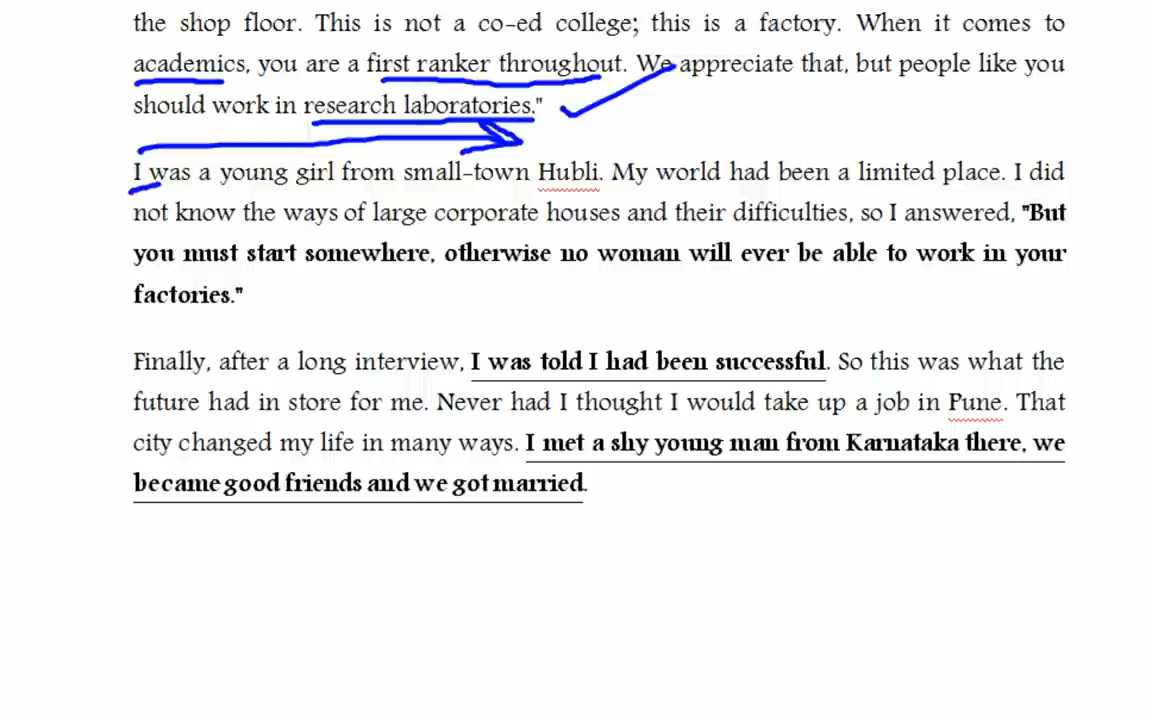 the shop floor. This is not a co-ed college; this is a factory. When it comes to
academics, you are a first ranker throughout. We appreciate that, but people like you
should work in research laboratories."
I was a young girl from small-town Hubli. My world had been a limited place. I did
not know the ways of large corporate houses and their difficulties, so I answered, "But
you must start somewhere, otherwise no woman will ever be able to work in your
factories."
Finally, after a long interview, I was told I had been successful. So this was what the
future had in store for me. Never had I thought I would take up a job in Pune. That
city changed my life in many ways. I met a shy young man from Karnataka there, we
became good friends and we got married.